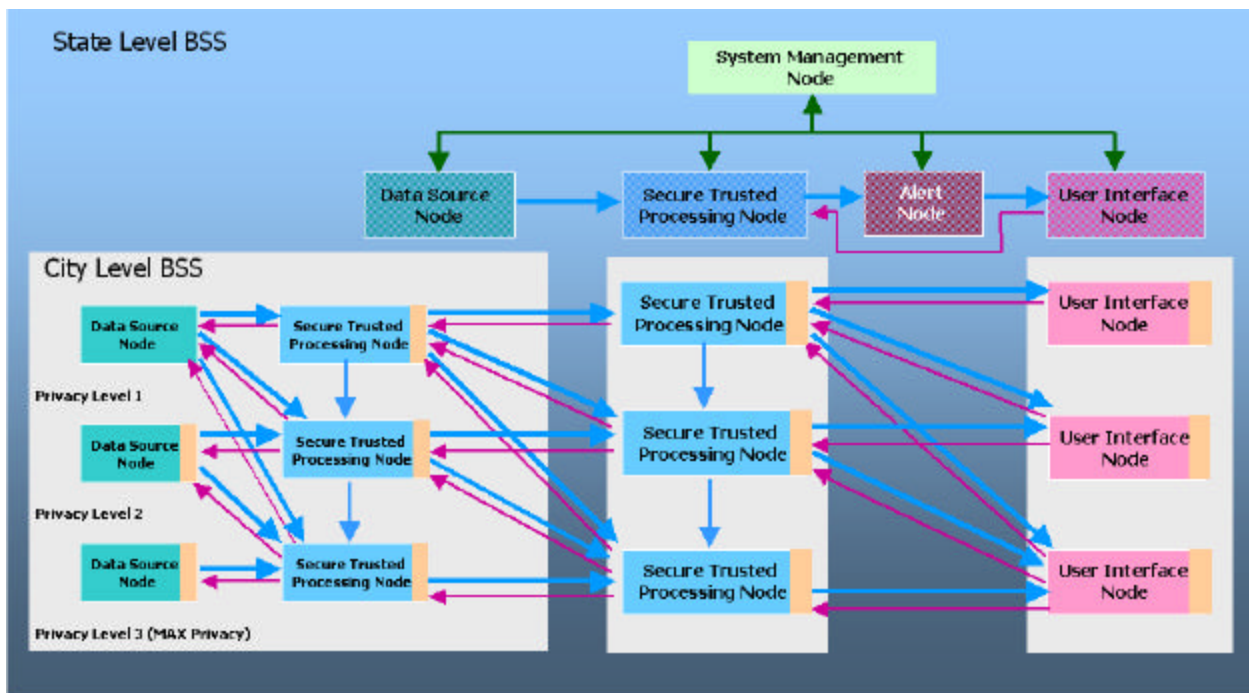 State Level BSS
System Management
Node
Data Source
Node
Secure Trusted
Processing Node
Alert
Node
User Interface
Node
City Level BSS
Data Source
Node
Secure Trusted
Processing Node
Secure Trusted
Processing Node
User Interface
Node
Privacy Level 1
Data Source
Node
Secure Trusted
Processing Node
Secure Trusted
Processing Node
User Interface
Node
Privacy Level 2
Data Source
Node
Secure Trusted
Processing Node
Secure Trusted
Processing Node
User Interface
Node
Privacy Level 3 (MAX Privacy)